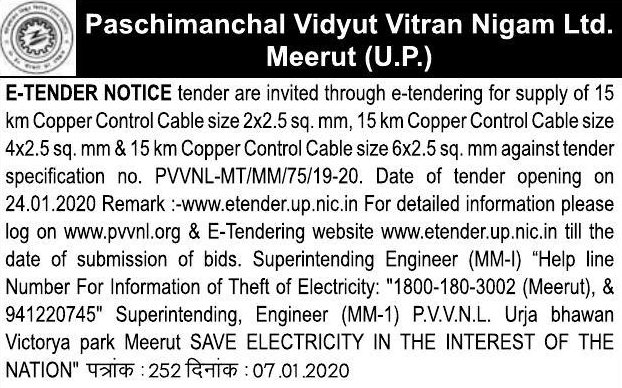 Paschimanchal Vidyut Vitran Nigam Ltd.
Meerut (U.P.)
E-TENDER NOTICE tender are invited through e-tendering for supply of 15
km Copper Control Cable size 2x2.5 sq. mm, 15 km Copper Control Cable size
4x2.5 sq. mm & 15 km Copper Control Cable size 6x2.5 sq. mm against tender
specification no. PVVNL-MT/MM/75/19-20. Date of tender opening on
24.01.2020 Remark :-www.etender.up.nic.in For detailed information please
log on www.pvvnl.org & E-Tendering website www.etender.up.nic.in till the
date of submission of bids. Superintending Engineer (MM-I) “Help line
Number For Information of Theft of Electricity: "1800-180-3002 (Meerut), &
941220745" Superintending, Engineer (MM-1) P.V.V.N.L. Urja bhawan
Victorya park Meerut SAVE ELECTRICITY IN THE INTEREST OF THE
NATION" पत्रांक : 252 दिनांक : 07.01.2020